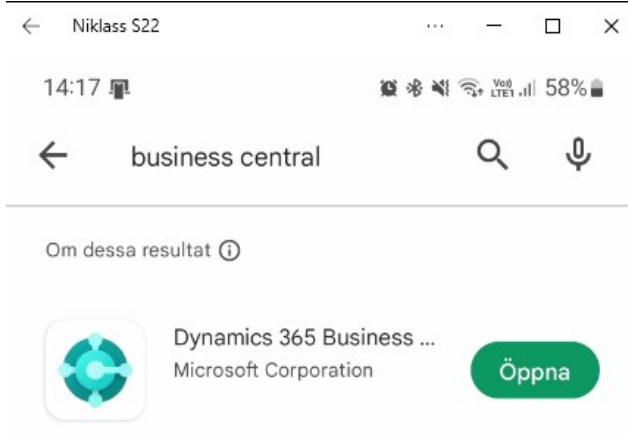 Niklass S22
14:17 58%
business central
Om dessa resultat
Dynamics 365 Business ...
Microsoft Corporation
Öppna